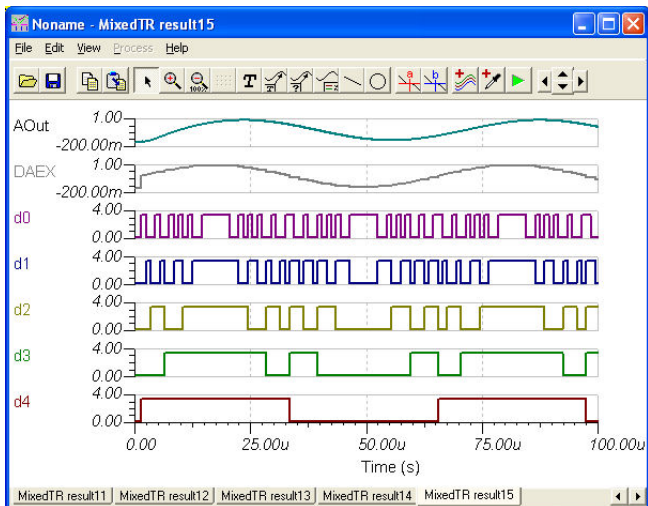 Noname - MixedTR result15
File Edit View Process Help
100%
T
a
b
AOut
1.00
-200.00m
DAEX
1.00
-200.00m
d0
4.00
0.00
d1
4.00
0.00
d2
4.00
0.00
d3
4.00
0.00
d4
4.00
0.00
0.00 25.00u 50.00u 75.00u 100.00u
Time (s)
MixedTR result11 MixedTR result12 MixedTR result13 MixedTR result14 MixedTR result15